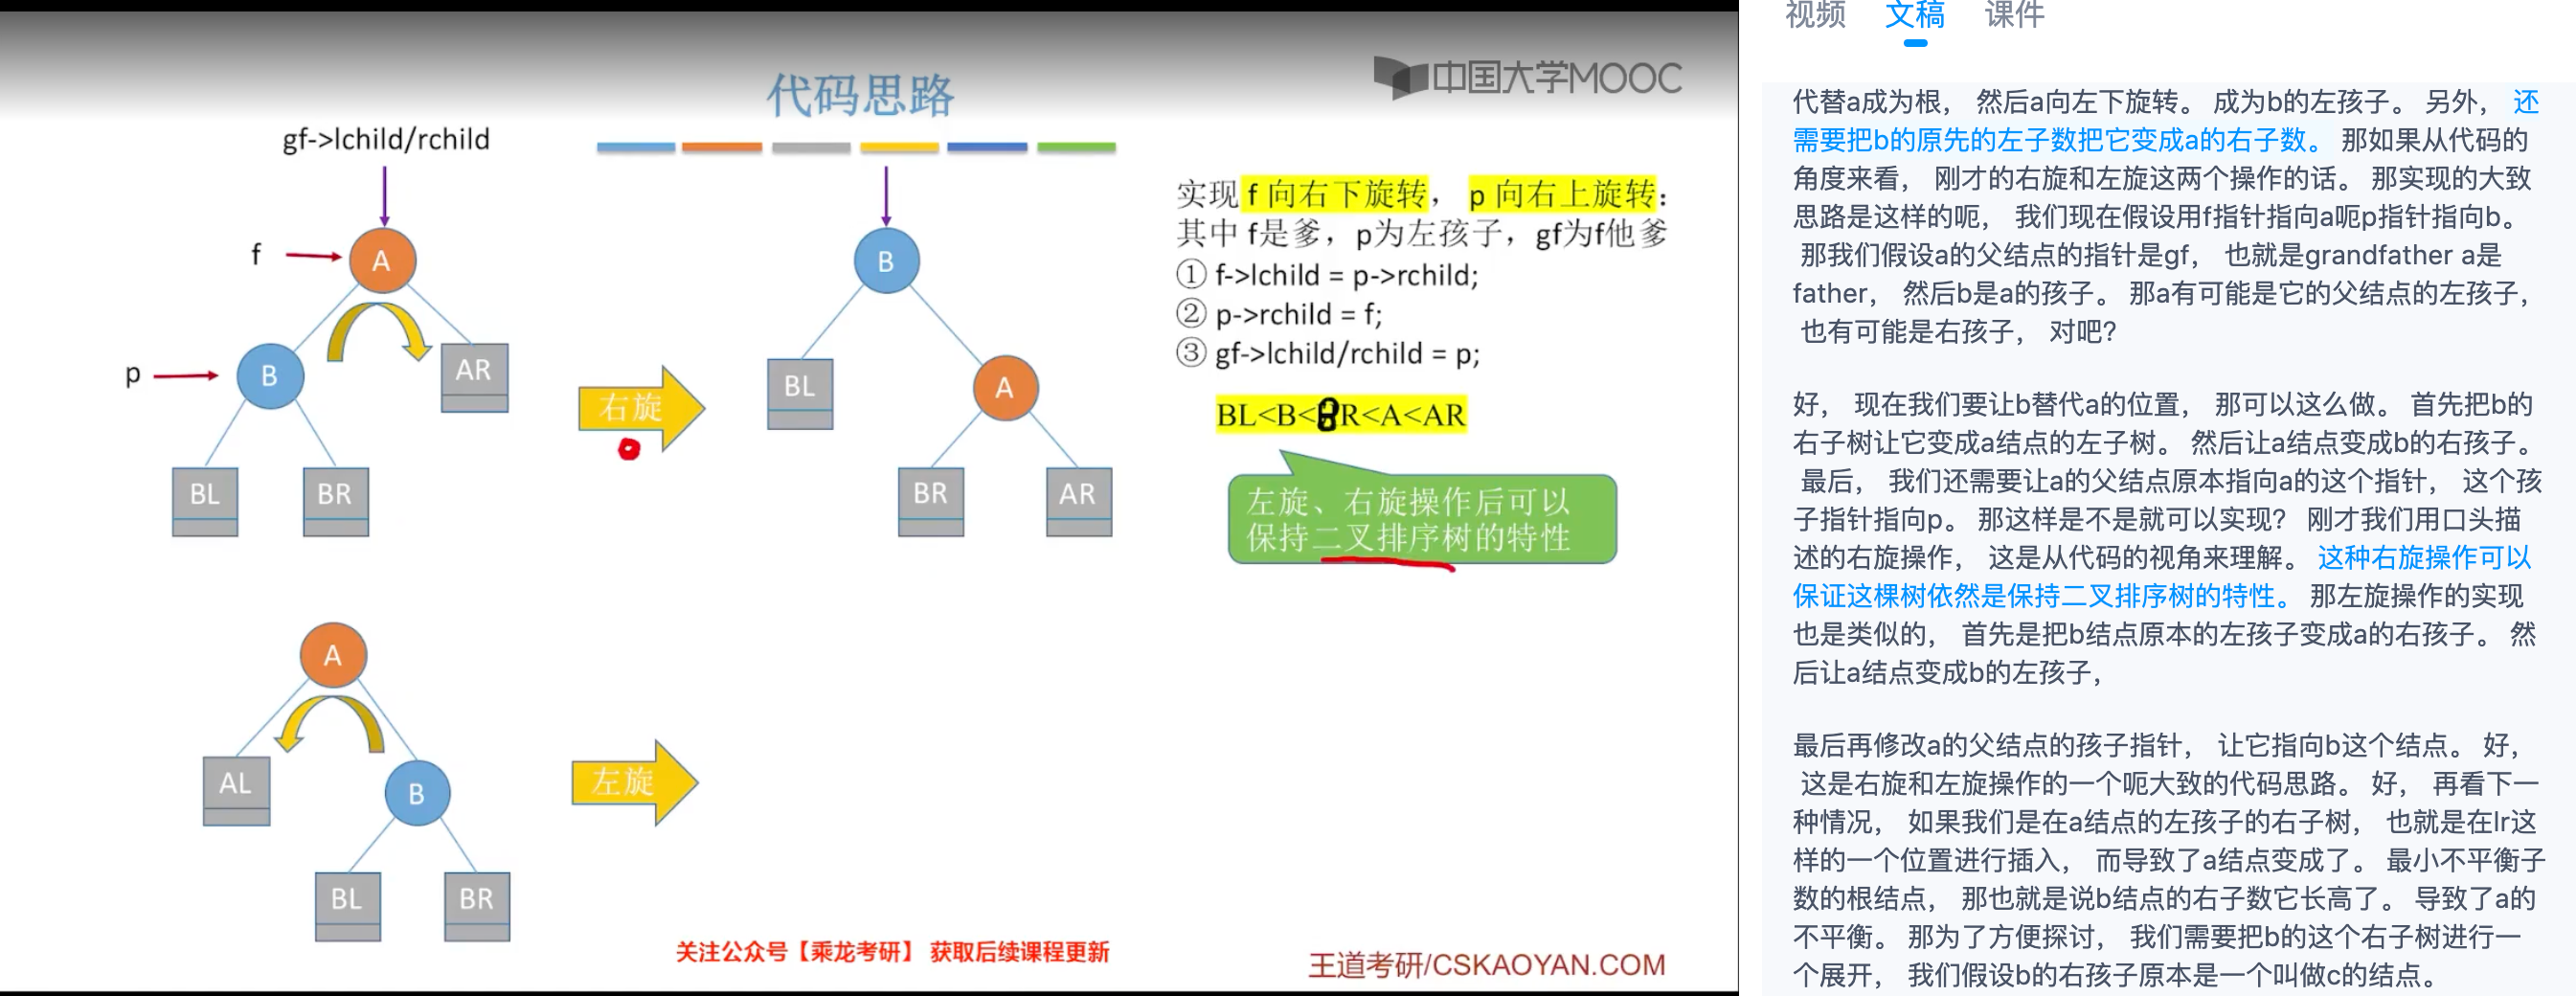 代码思路
中国大学MOOC
gf->lchild/rchild
f
A
p
B
AR
BL
BR
右旋
B
BL
A
BR
AR
实现 f 向右下旋转， p 向右上旋转：
其中 f是爹，p为左孩子，gf为f他爹
① f->lchild = p->rchild;
② p->rchild = f;
③ gf->lchild/rchild = p;
BL<B<BR<A<AR
左旋、右旋操作后可以
保持二叉排序树的特性
A
AL
B
BL
BR
左旋
关注公众号【乘龙考研】 获取后续课程更新
王道考研/CSKAOYAN.COM
视频 文稿 课件
代替a成为根， 然后a向左下旋转。 成为b的左孩子。 另外， 还
需要把b的原先的左子数把它变成a的右子数。 那如果从代码的
角度来看， 刚才的右旋和左旋这两个操作的话。 那实现的大致
思路是这样的呃， 我们现在假设用f指针指向a呃p指针指向b。
那我们假设a的父结点的指针是gf， 也就是grandfather a是
father， 然后b是a的孩子。 那a有可能是它的父结点的左孩子，
也有可能是右孩子， 对吧？
好， 现在我们要让b替代a的位置， 那可以这么做。 首先把b的
右子树让它变成a结点的左子树。 然后让a结点变成b的右孩子。
最后， 我们还需要让a的父结点原本指向a的这个指针， 这个孩
子指针指向p。 那这样是不是就可以实现？ 刚才我们用口头描
述的右旋操作， 这是从代码的视角来理解。 这种右旋操作可以
保证这棵树依然是保持二叉排序树的特性。 那左旋操作的实现
也是类似的， 首先是把b结点原本的左孩子变成a的右孩子。 然
后让a结点变成b的左孩子，
最后再修改a的父结点的孩子指针， 让它指向b这个结点。 好，
这是右旋和左旋操作的一个呃大致的代码思路。 好， 再看下一
种情况， 如果我们是在a结点的左孩子的右子树， 也就是在lr这
样的一个位置进行插入， 而导致了a结点变成了。 最小不平衡子
数的根结点， 那也就是说b结点的右子数它长高了。 导致了a的
不平衡。 那为了方便探讨， 我们需要把b的这个右子树进行一
个展开， 我们假设b的右孩子原本是一个叫做c的结点。